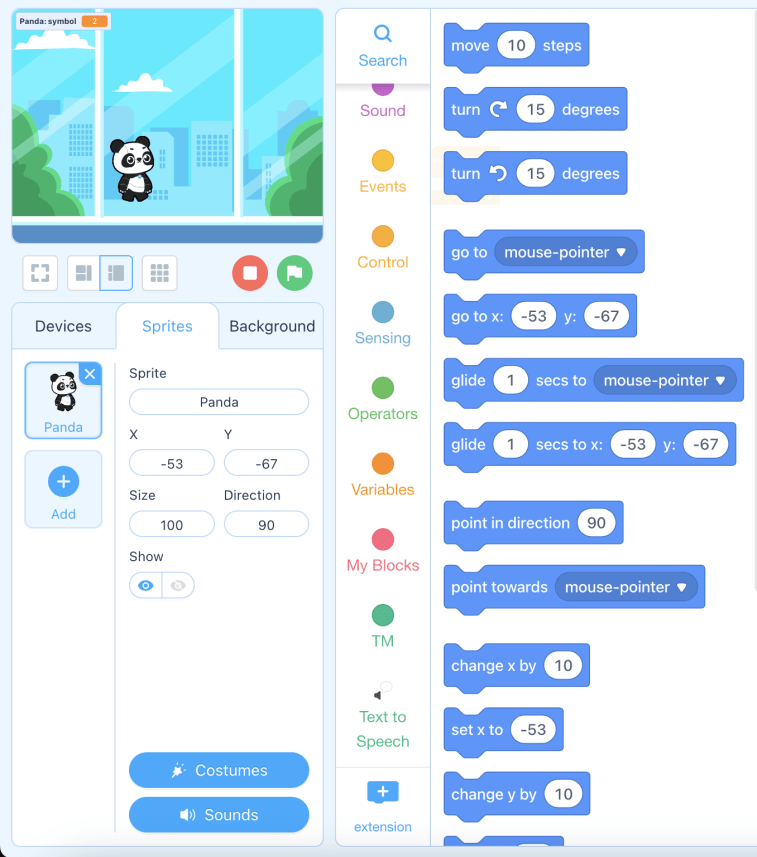 Panda: symbol 2
Devices
Sprites
Background
Panda
Add
Sprite
Panda
X
Y
-53
-67
Size
Direction
100
90
Show
Costumes
Sounds
Search
Sound
Events
Control
Sensing
Operators
Variables
My Blocks
TM
Text to
Speech
extension
move 10 steps
turn 15 degrees
turn 15 degrees
go to mouse-pointer
go to x: -53 y: -67
glide 1 secs to mouse-pointer
glide 1 secs to x: -53 y: -67
point in direction 90
point towards mouse-pointer
change x by 10
set x to -53
change y by 10